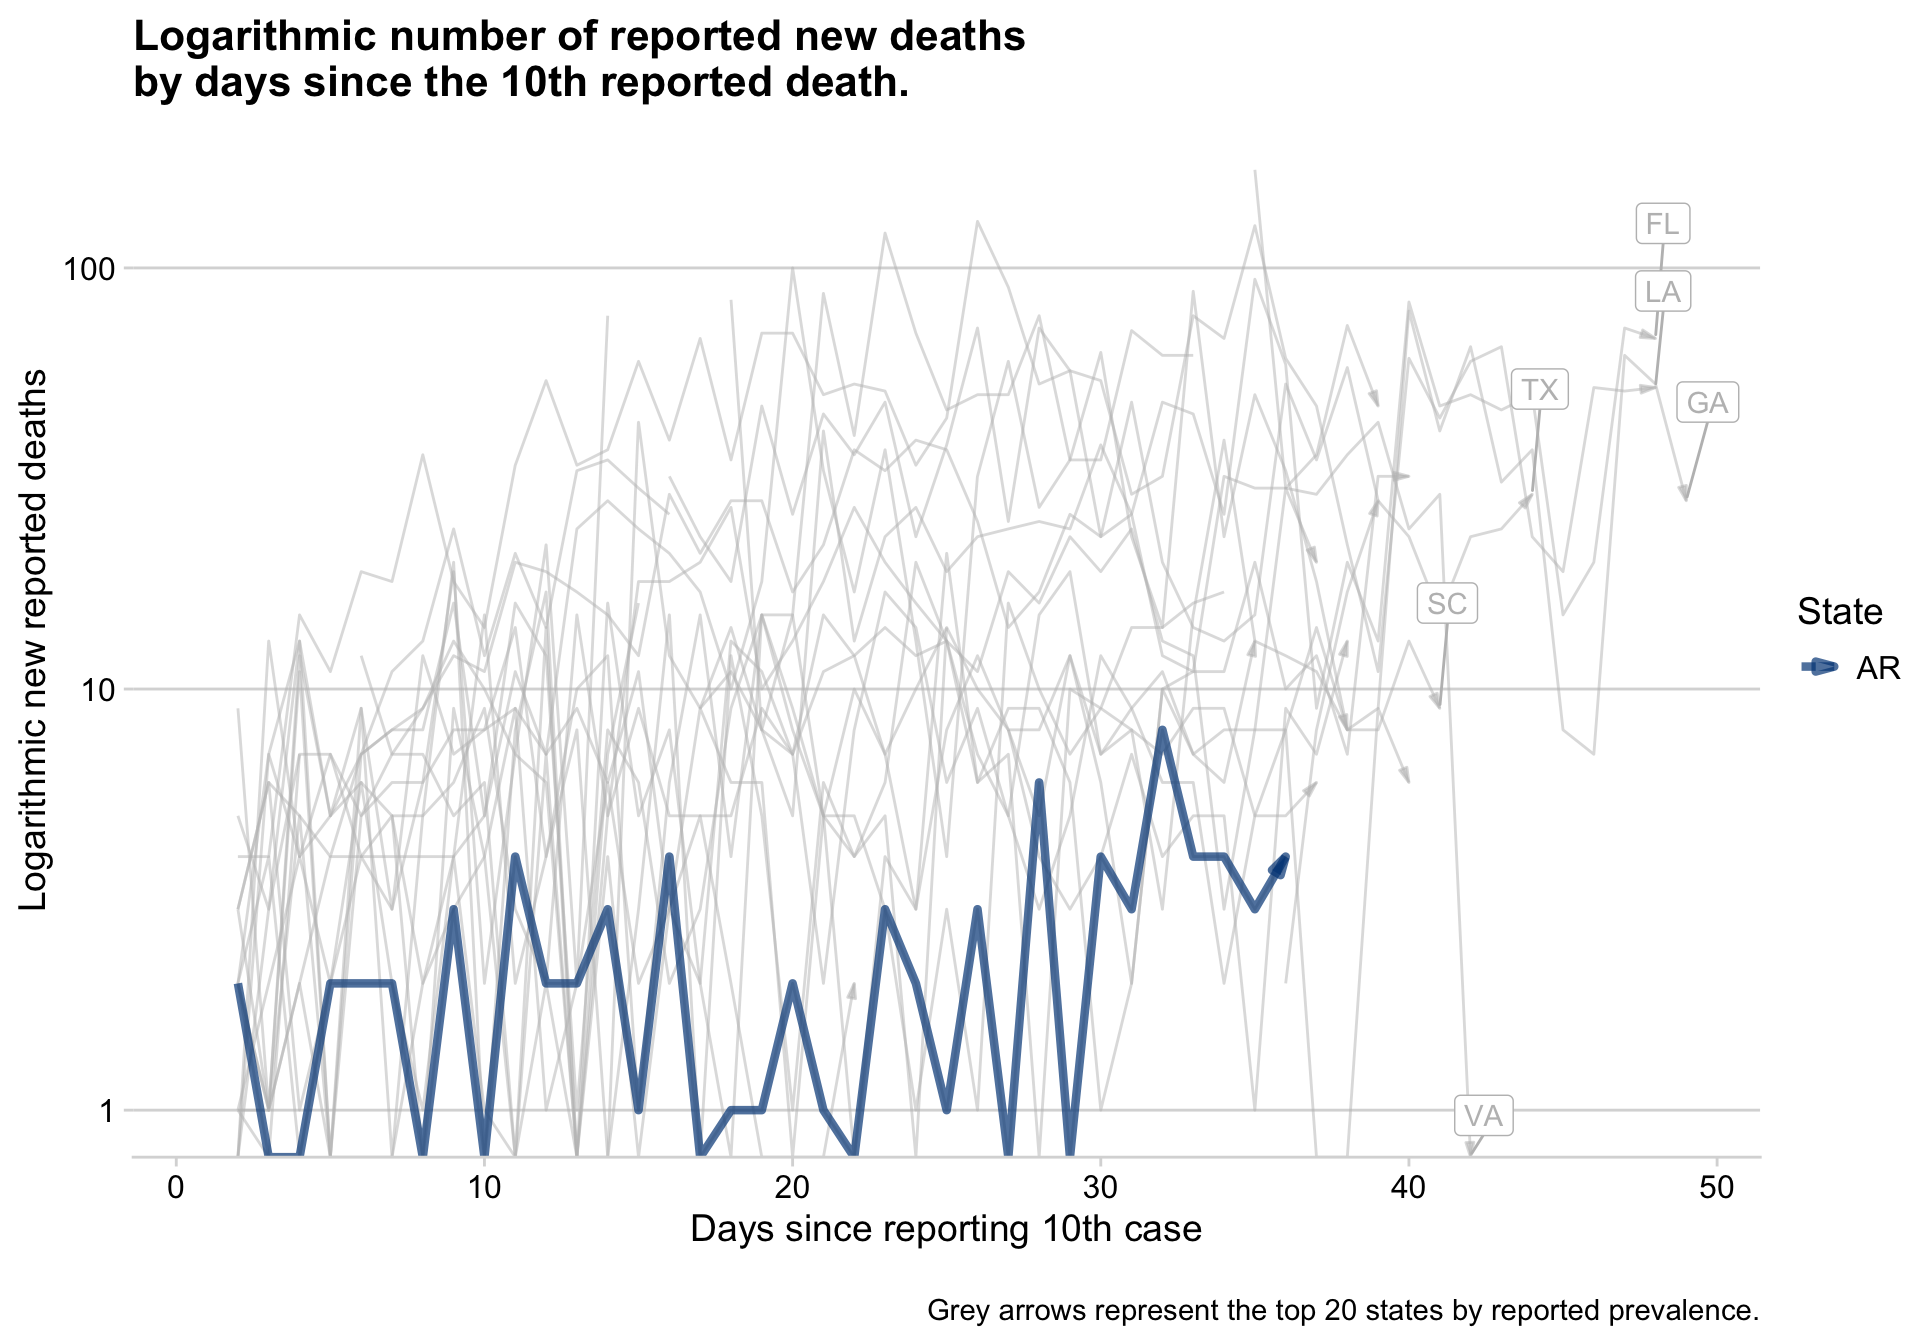 Logarithmic number of reported new deaths
by days since the 10th reported death.
Logarithmic new reported deaths
100
10
1
FL
LA
TX
GA
SC
VA
State
AR
0 10 20 30 40 50
Days since reporting 10th case
Grey arrows represent the top 20 states by reported prevalence.